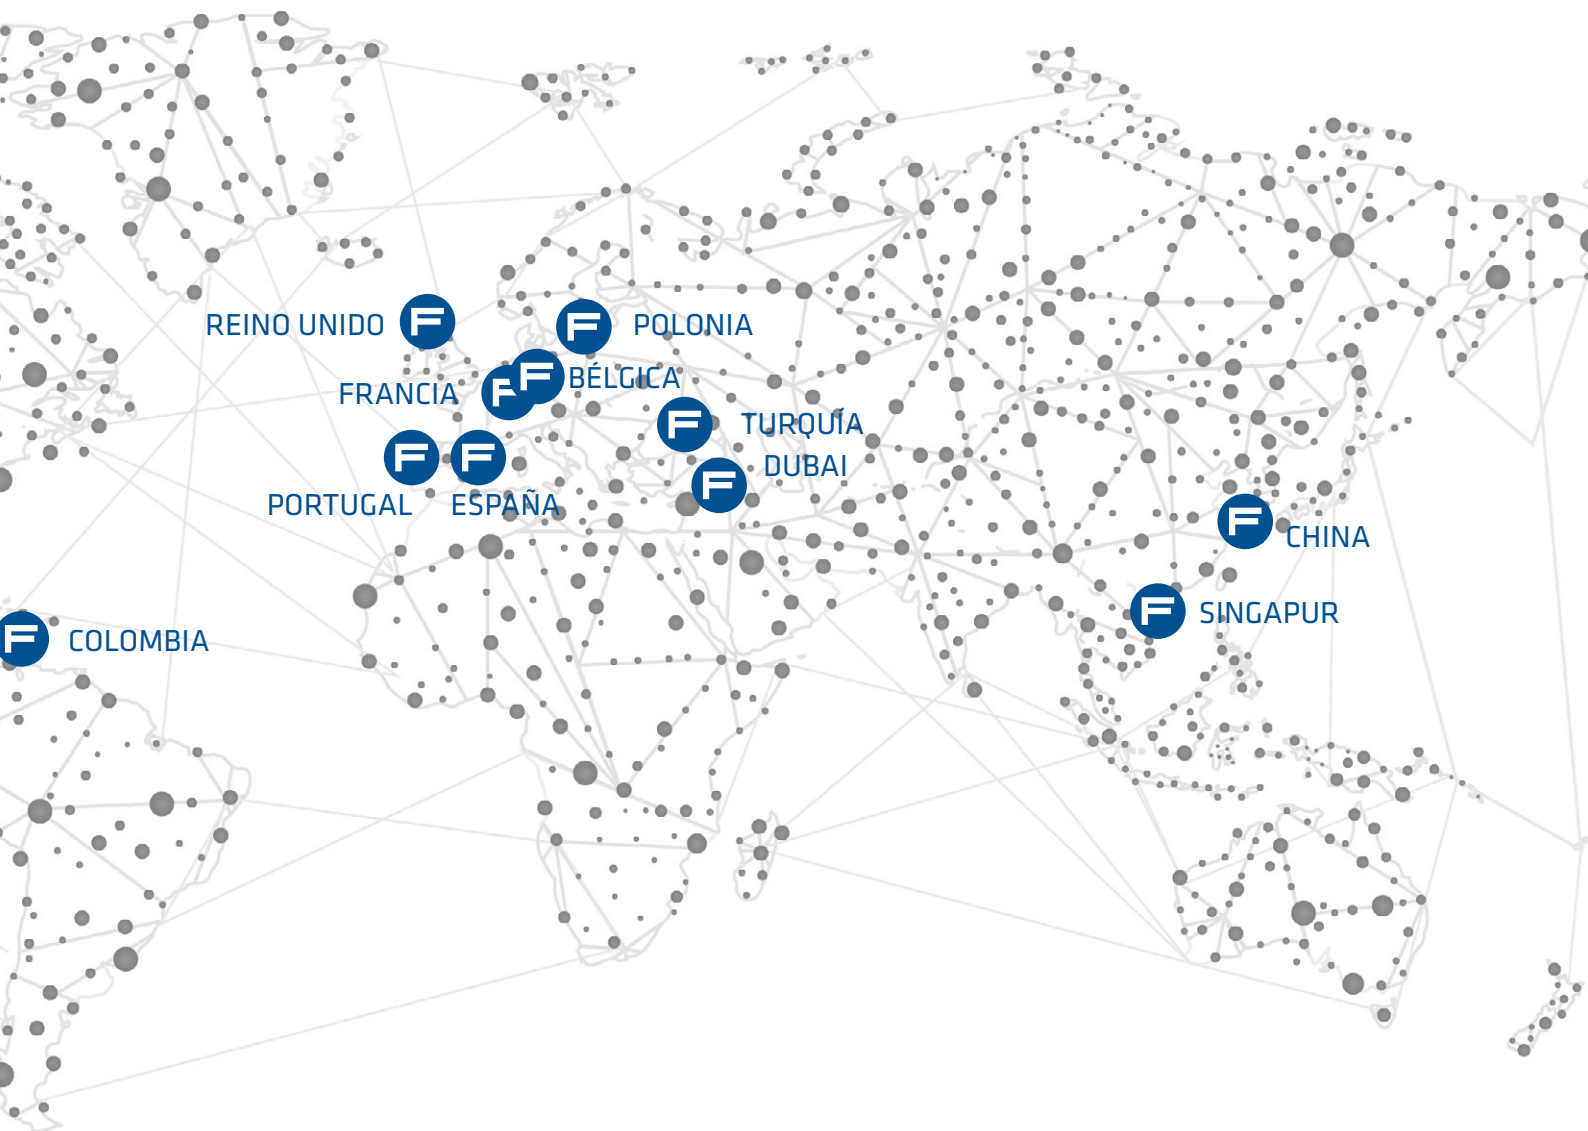 REINO UNIDO
F
F
POLONIA
FRANCIA
F
F
BÉLGICA
F
TURQUÍA
F
DUBAI
F
F
PORTUGAL
ESPAÑA
F
CHINA
F
SINGAPUR
F
COLOMBIA